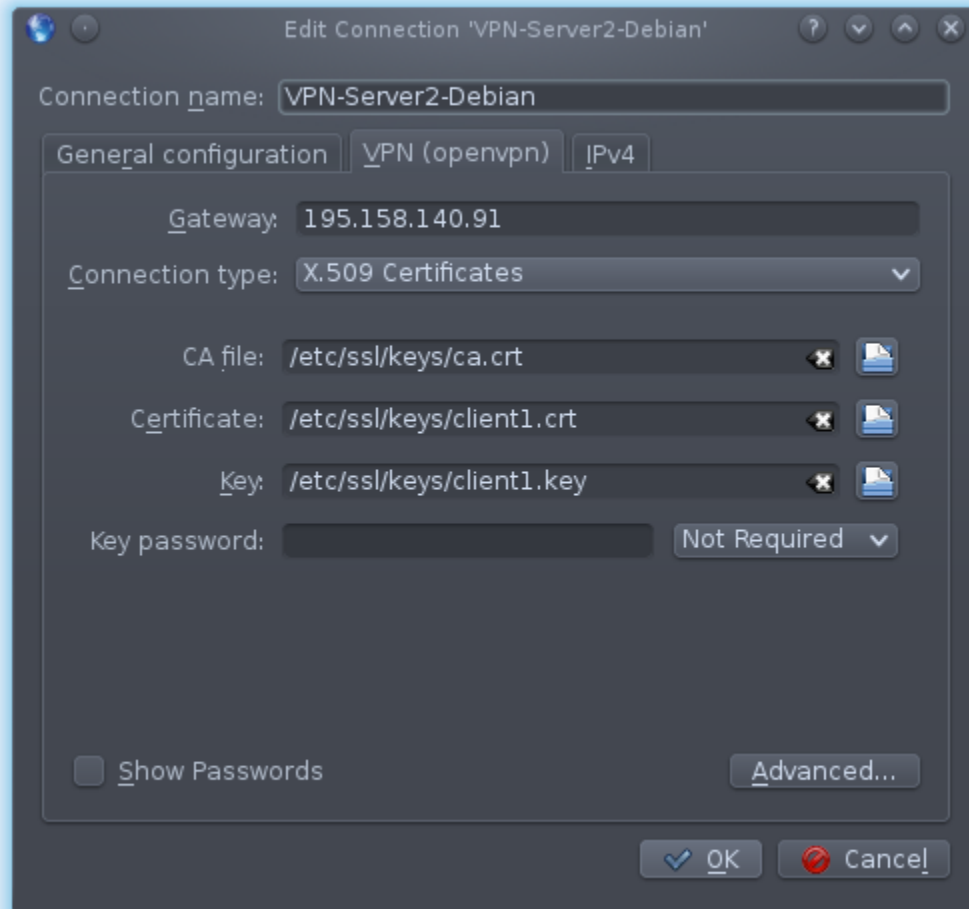 Edit Connection 'VPN-Server2-Debian'
Connection name: VPN-Server2-Debian
General configuration VPN (openvpn) IPv4
Gateway: 195.158.140.91
Connection type: X.509 Certificates
CA file: /etc/ssl/keys/ca.crt
Certificate: /etc/ssl/keys/client1.crt
Key: /etc/ssl/keys/client1.key
Key password: Not Required
Show Passwords Advanced...
OK Cancel